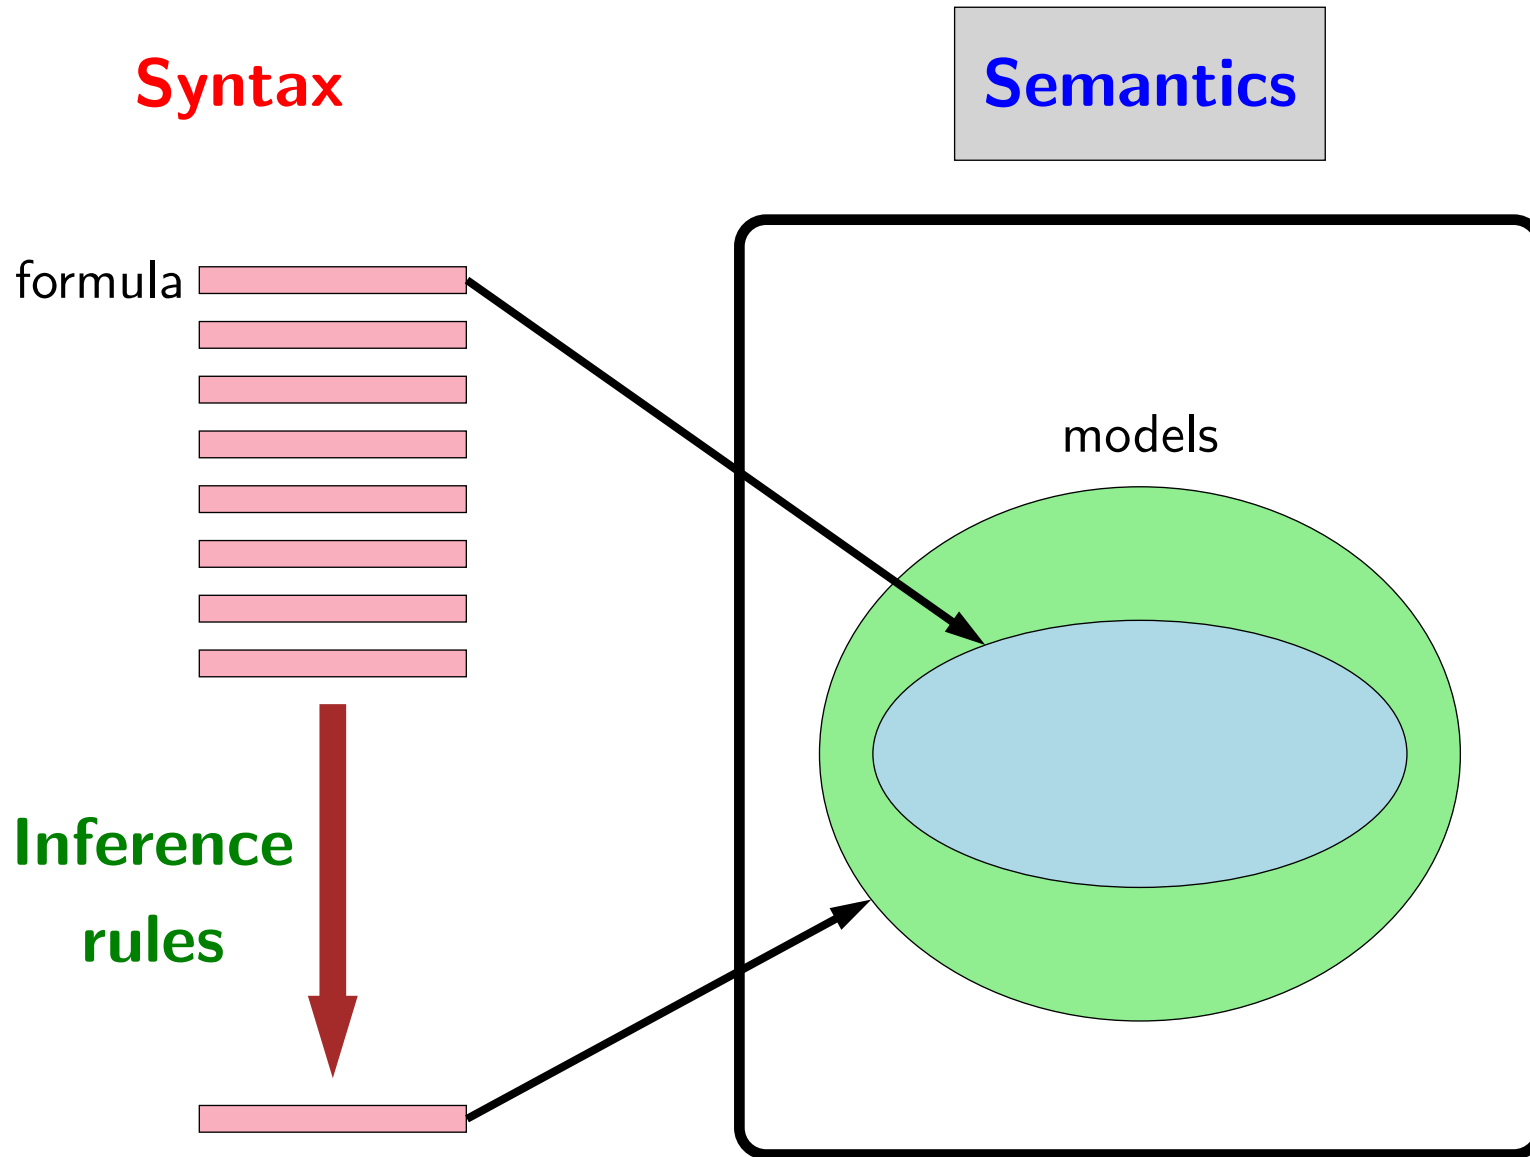 Syntax
Semantics
formula
models
Inference
rules